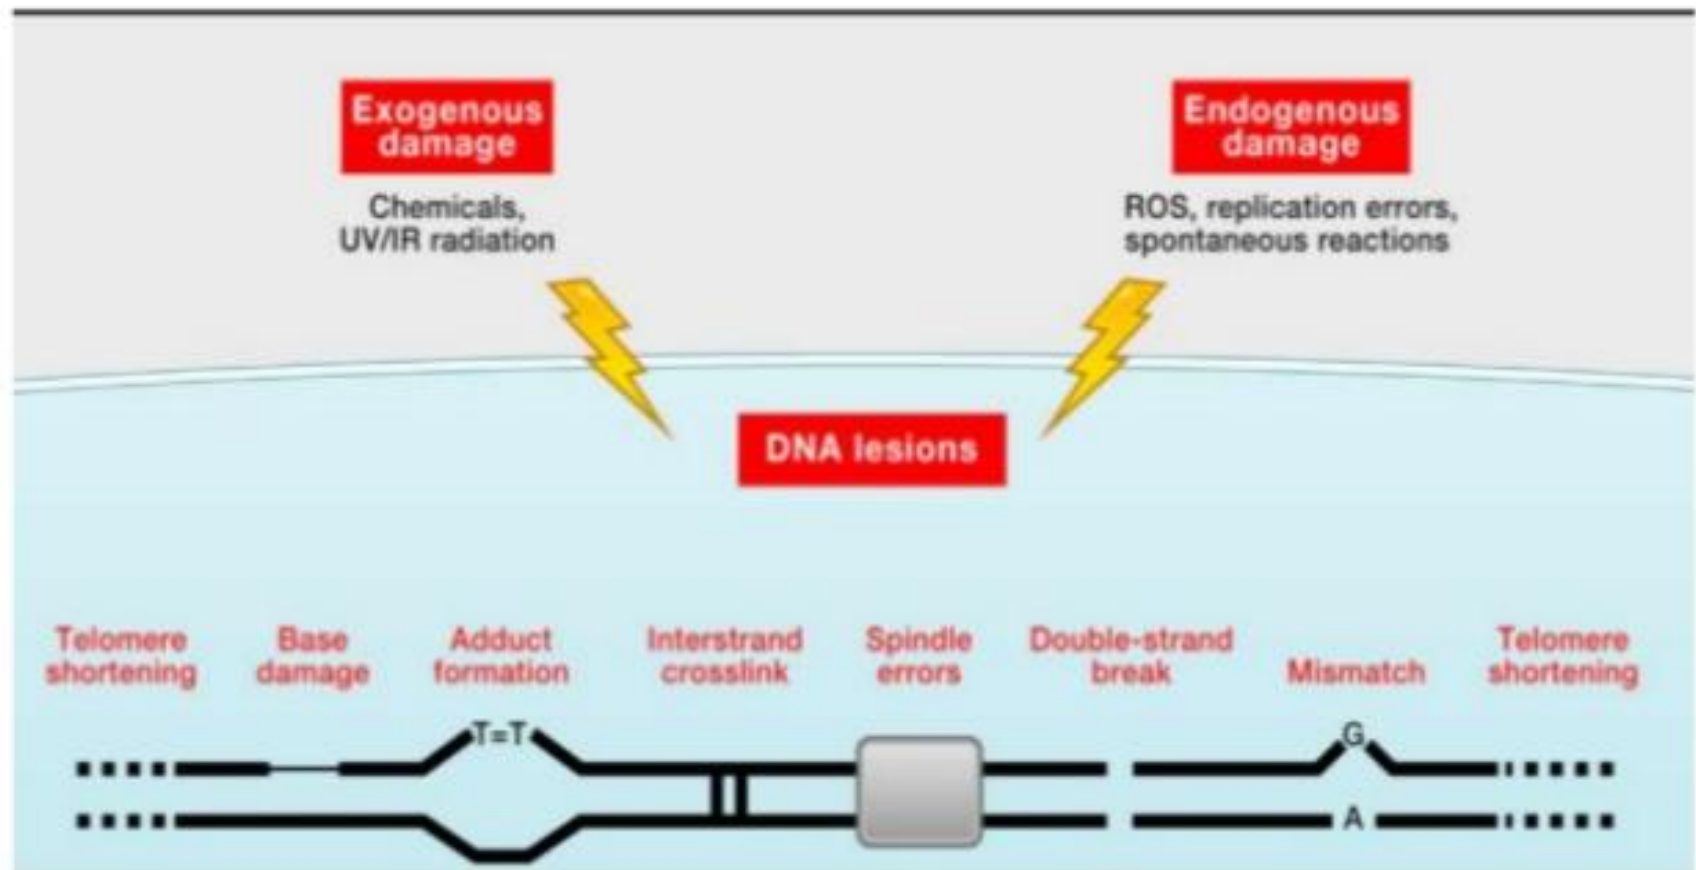 Exogenous
damage
Chemicals,
UV/IR radiation
Endogenous
damage
ROS, replication errors,
spontaneous reactions
DNA lesions
Telomere
shortening
Base
damage
Adduct
formation
Interstrand
crosslink
Spindle
errors
Double-strand
break
Mismatch
Telomere
shortening
T=T
G
A